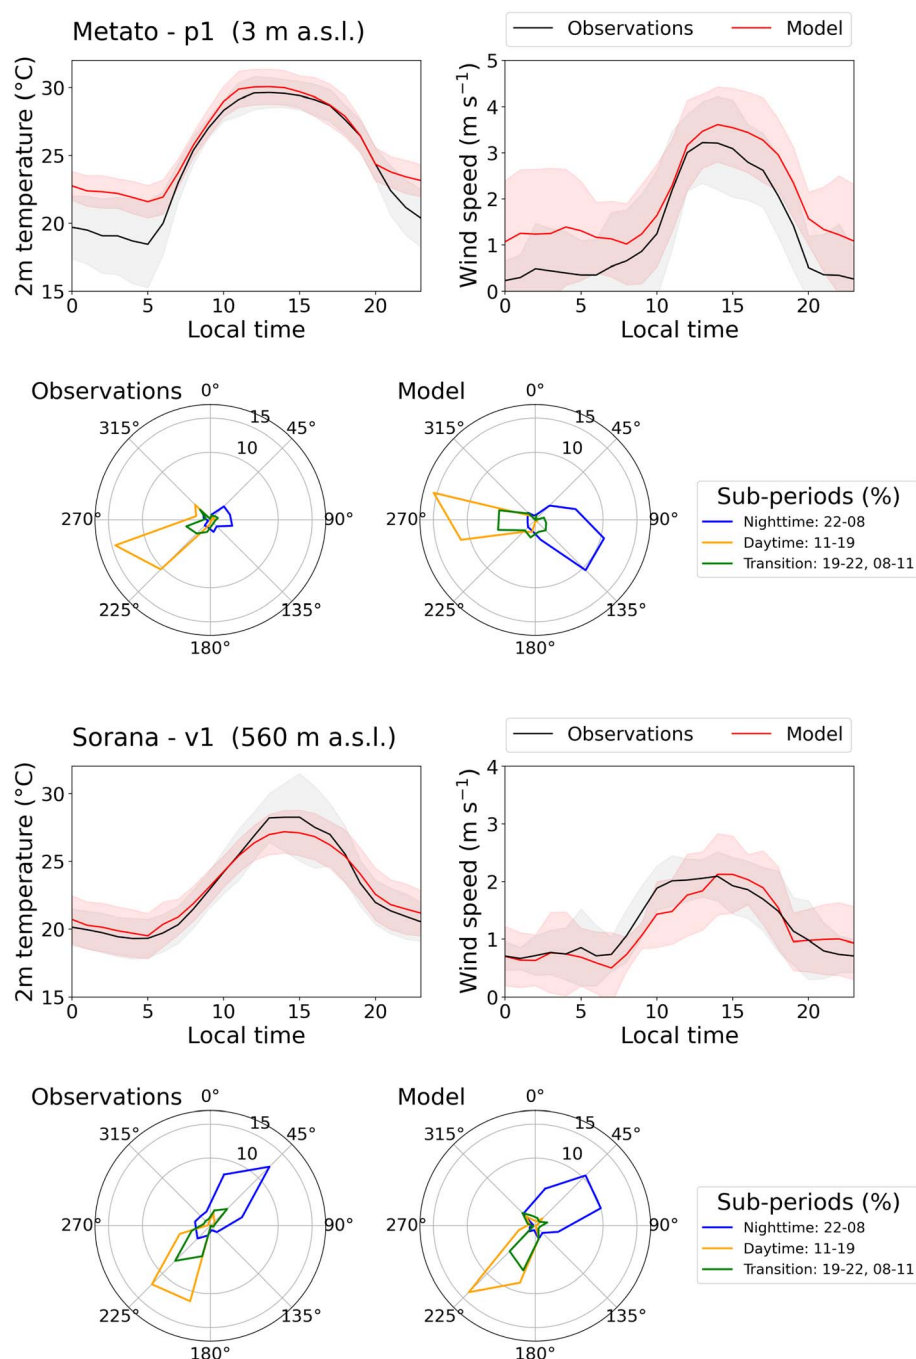 Metato - p1  (3 m a.s.l.)
Observations Model
2m temperature (°C)
30
25
20
15
0 5 10 15 20
Local time
Wind speed (m s⁻¹)
5
4
3
2
1
0
0 5 10 15 20
Local time
Observations
0°
45°
90°
135°
180°
225°
270°
315°
10
15
Model
0°
45°
90°
135°
180°
225°
270°
315°
10
15
Sub-periods (%)
Nighttime: 22-08
Daytime: 11-19
Transition: 19-22, 08-11
Sorana - v1  (560 m a.s.l.)
Observations Model
2m temperature (°C)
30
25
20
15
0 5 10 15 20
Local time
Wind speed (m s⁻¹)
4
3
2
1
0
0 5 10 15 20
Local time
Observations
0°
45°
90°
135°
180°
225°
270°
315°
10
15
Model
0°
45°
90°
135°
180°
225°
270°
315°
10
15
Sub-periods (%)
Nighttime: 22-08
Daytime: 11-19
Transition: 19-22, 08-11